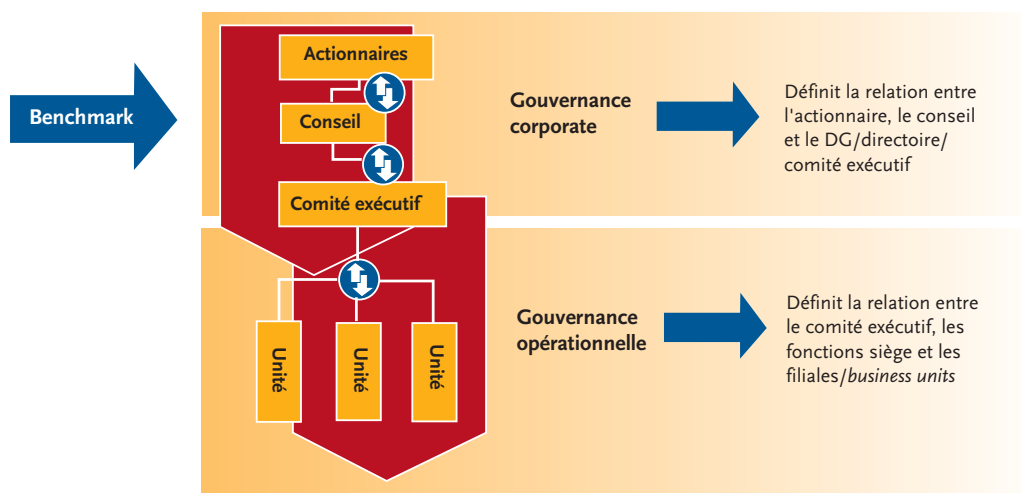 Benchmark
Actionnaires
Conseil
Comité exécutif
Gouvernance
corporate
Définit la relation entre
l'actionnaire, le conseil
et le DG/directoire/
comité exécutif
Unité
Unité
Unité
Gouvernance
opérationnelle
Définit la relation entre
le comité exécutif, les
fonctions siège et les
filiales/business units